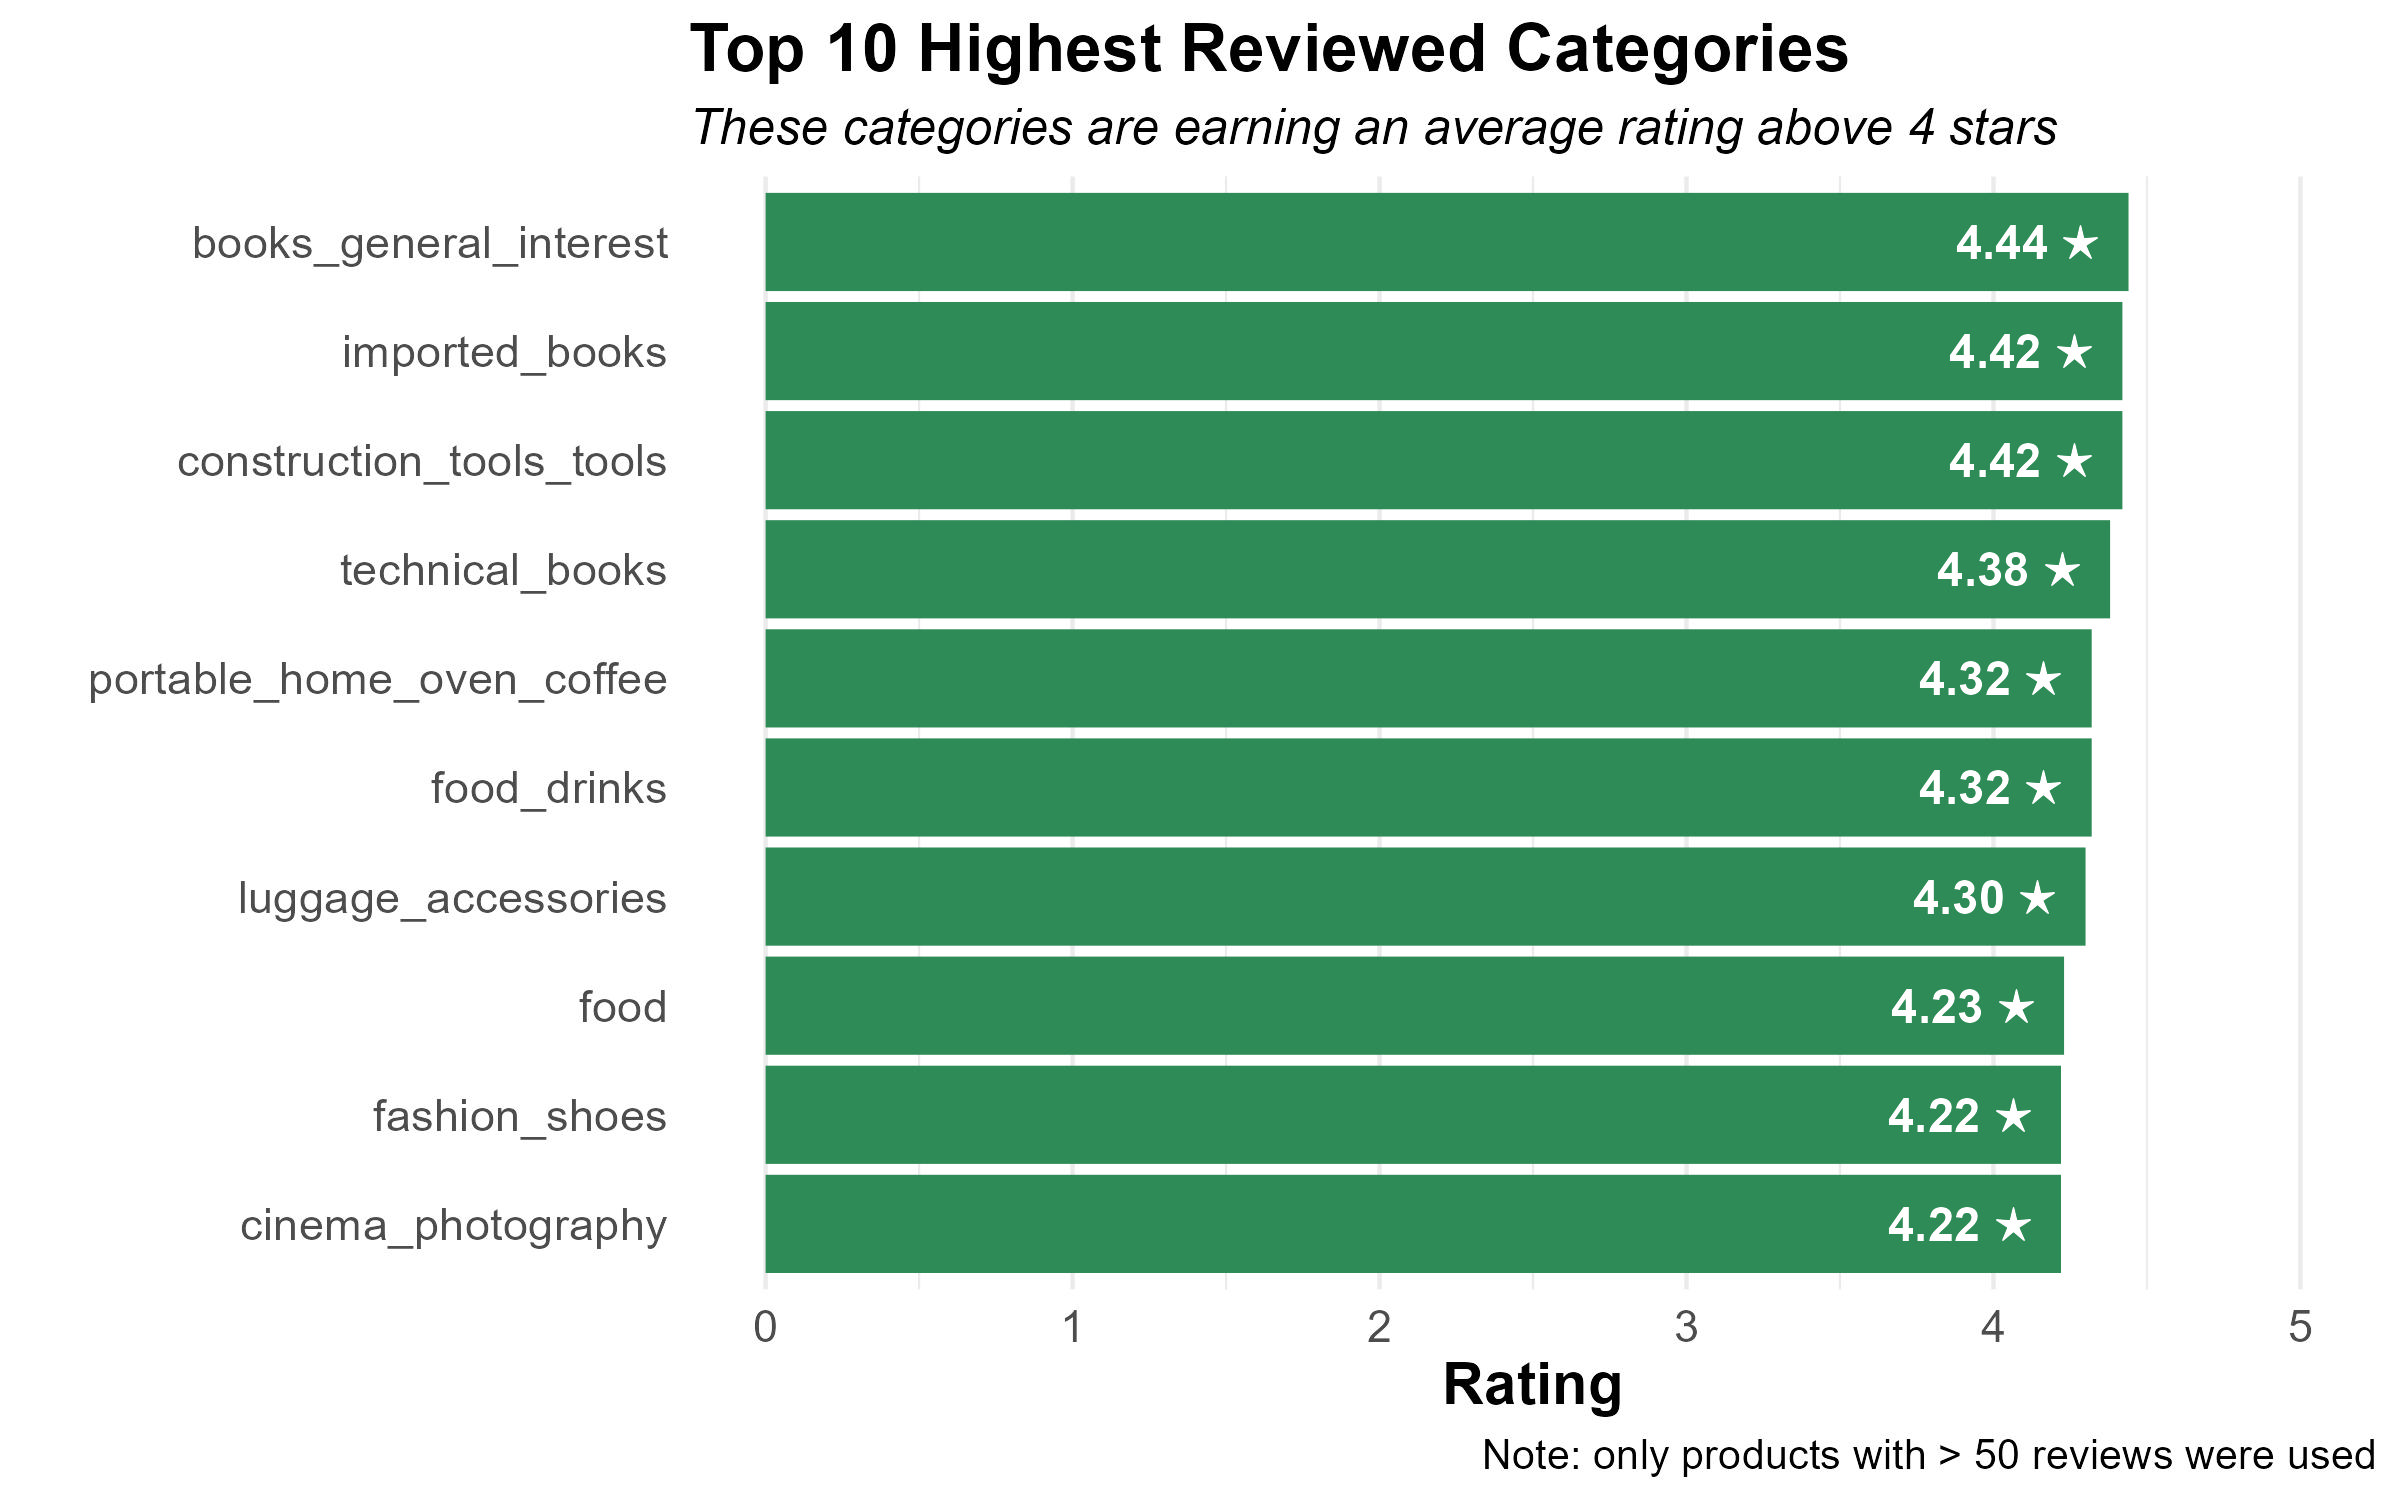 Top 10 Highest Reviewed Categories
These categories are earning an average rating above 4 stars
books_general_interest 4.44 ★
imported_books 4.42 ★
construction_tools_tools 4.42 ★
technical_books 4.38 ★
portable_home_oven_coffee 4.32 ★
food_drinks 4.32 ★
luggage_accessories 4.30 ★
food 4.23 ★
fashion_shoes 4.22 ★
cinema_photography 4.22 ★
0 1 2 3 4 5
Rating
Note: only products with > 50 reviews were used